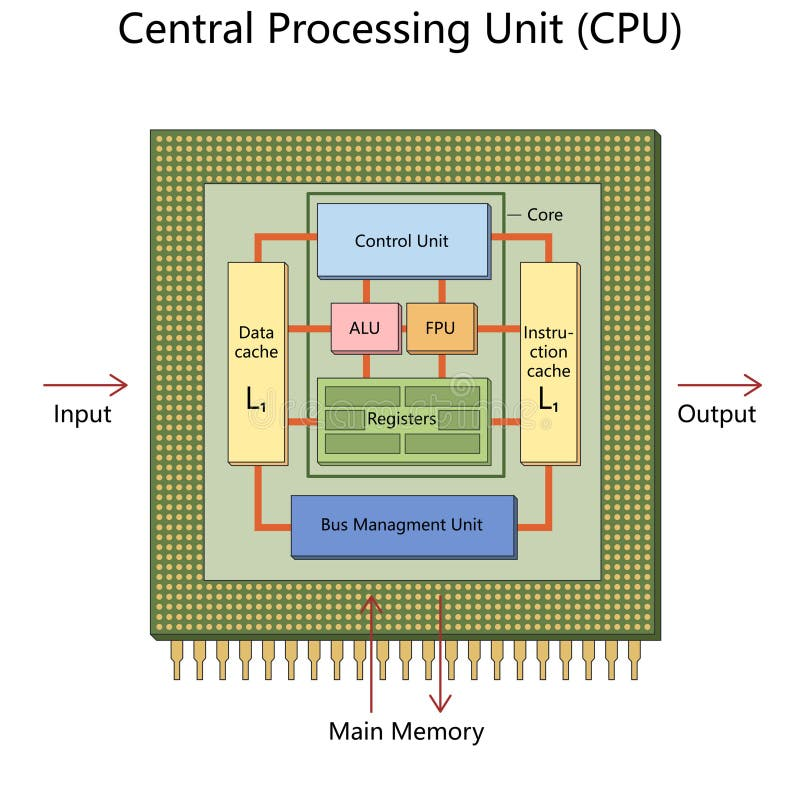 Central Processing Unit (CPU)
Core
Control Unit
ALU
FPU
Data
cache
L1
Instru-
ction
cache
L1
Registers
Input
Output
Bus Managment Unit
Main Memory
dreamstime